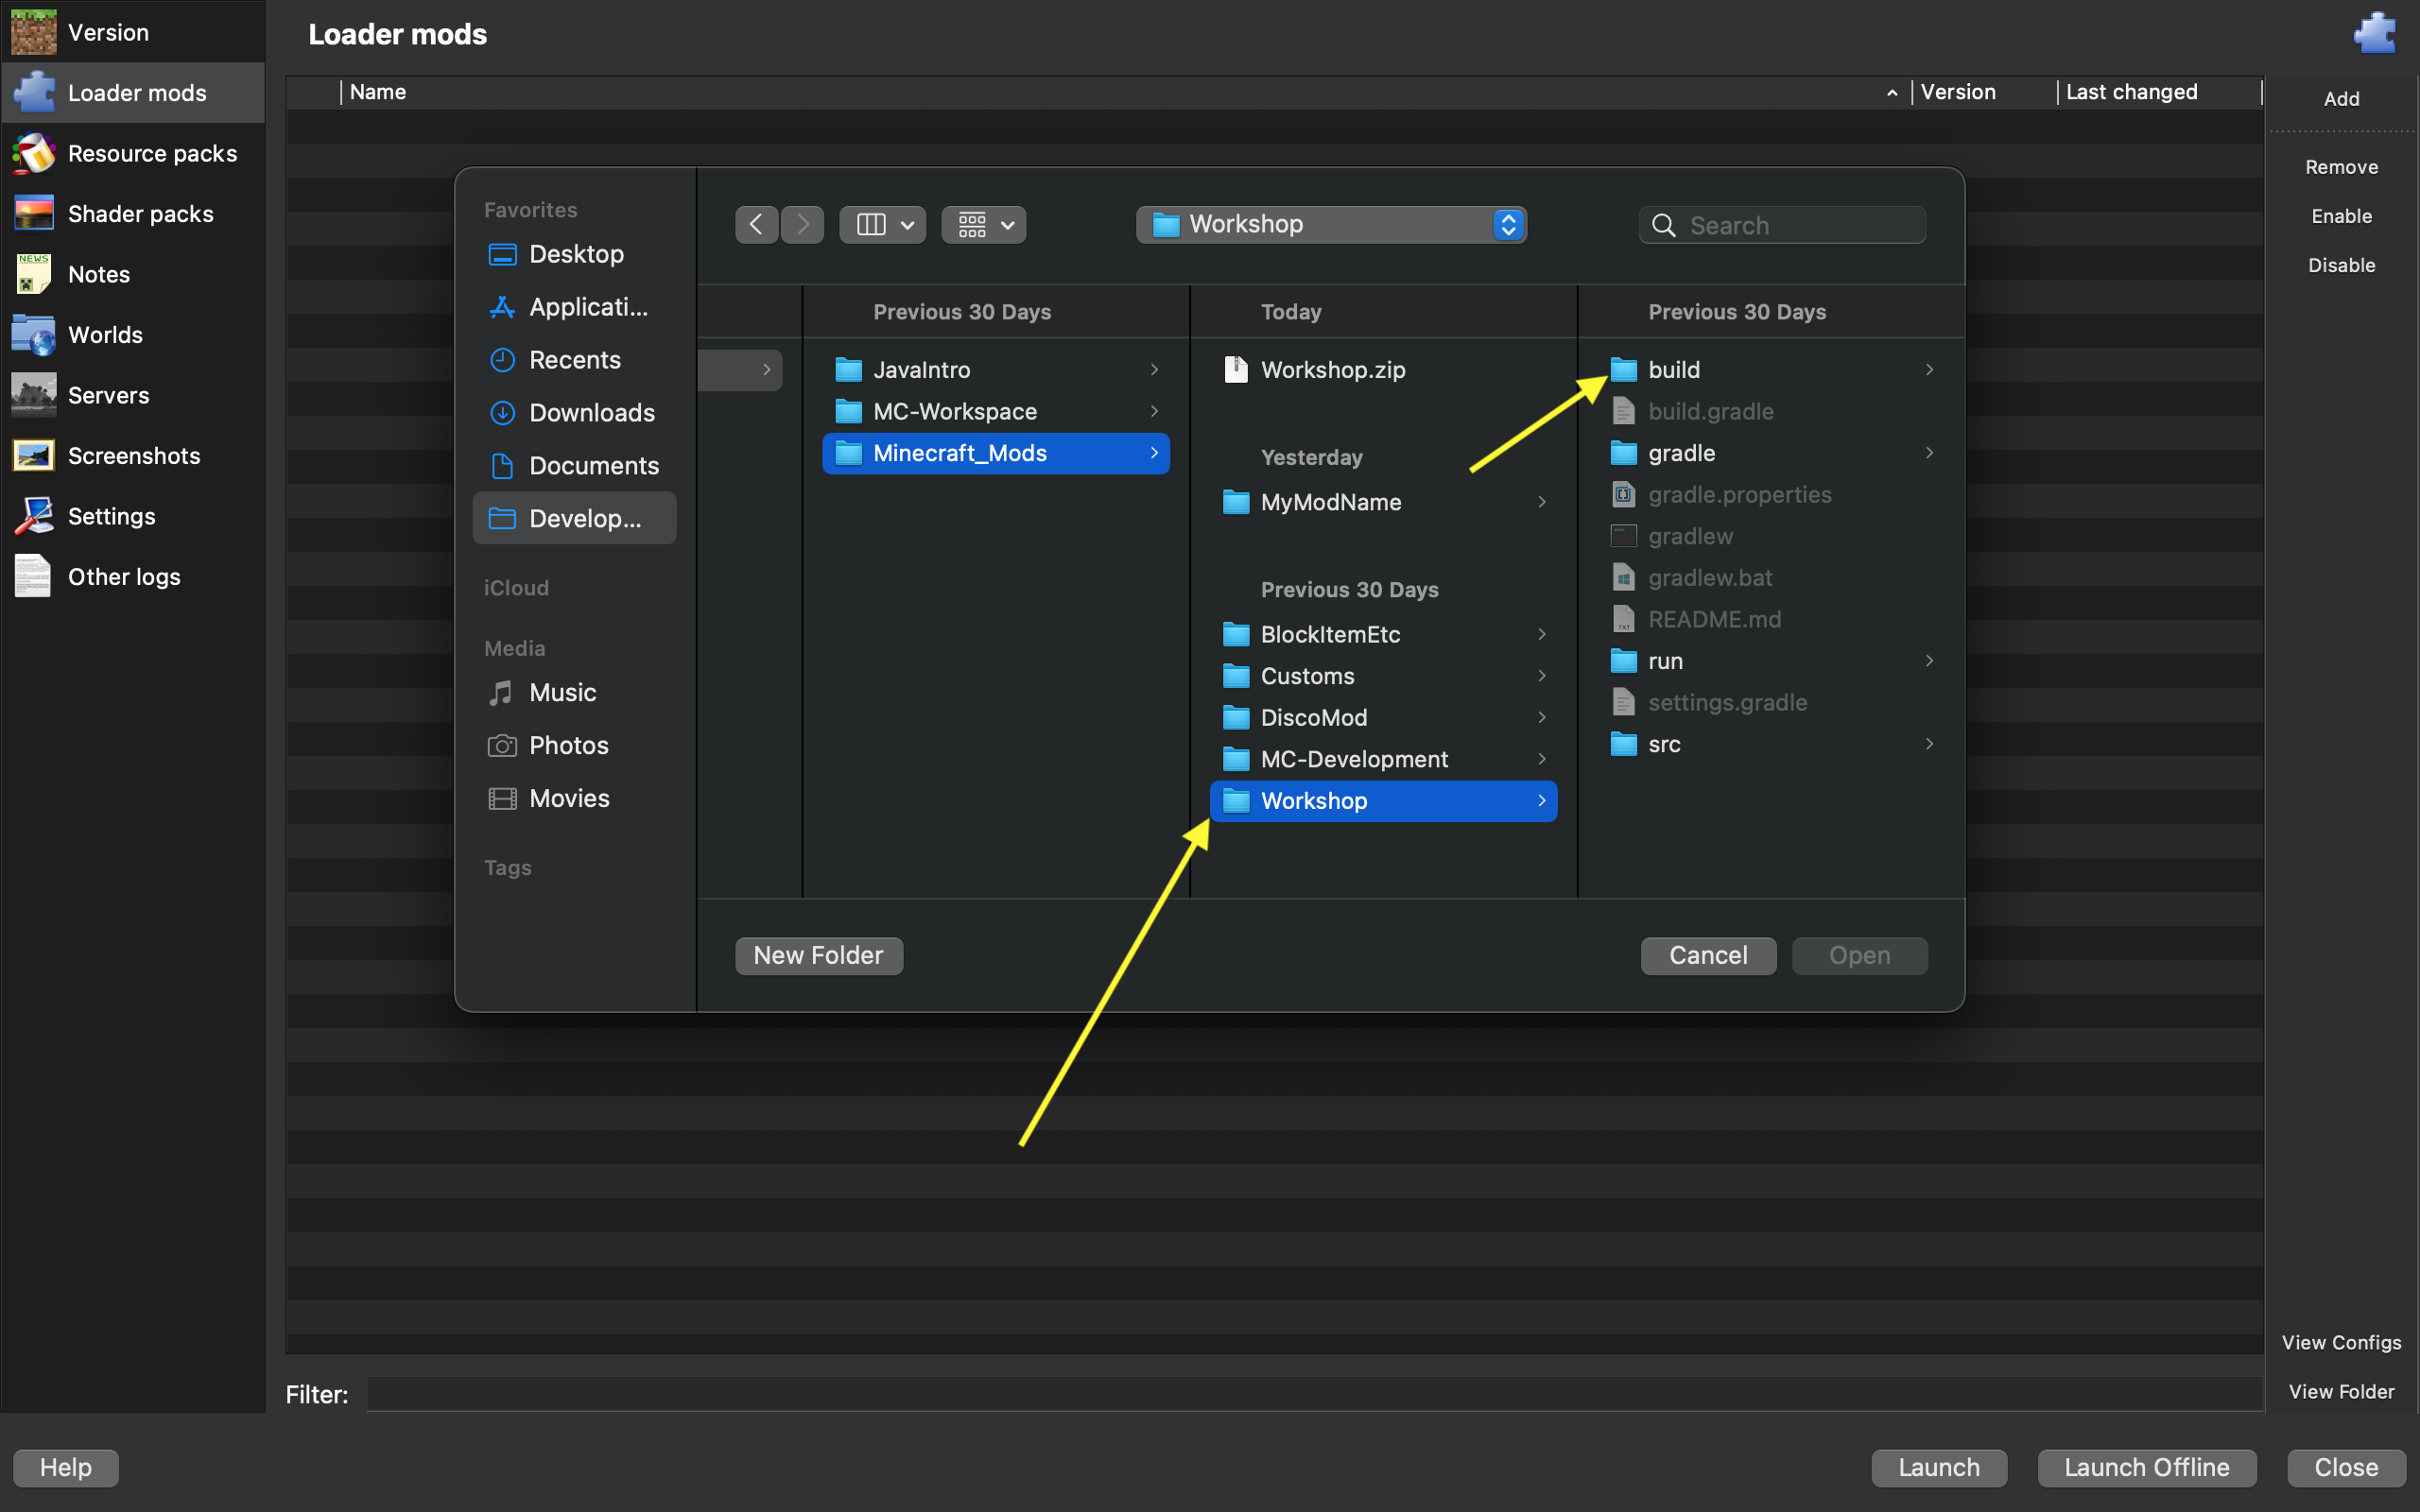 Version
Loader mods
Resource packs
Shader packs
NEWS
Notes
Worlds
Servers
Screenshots
Settings
Other logs
Loader mods
Name
Version
Last changed
Add
Remove
Enable
Disable
View Configs
View Folder
Favorites
Desktop
Applicati...
Recents
Downloads
Documents
Develop...
iCloud
Media
Music
Photos
Movies
Tags
Workshop
Search
Previous 30 Days
JavaIntro
MC-Workspace
Minecraft_Mods
Today
Workshop.zip
Yesterday
MyModName
Previous 30 Days
BlockItemEtc
Customs
DiscoMod
MC-Development
Workshop
Previous 30 Days
build
build.gradle
gradle
gradle.properties
gradlew
gradlew.bat
TXT
README.md
run
settings.gradle
src
New Folder
Cancel
Open
Filter:
Help
Launch
Launch Offline
Close